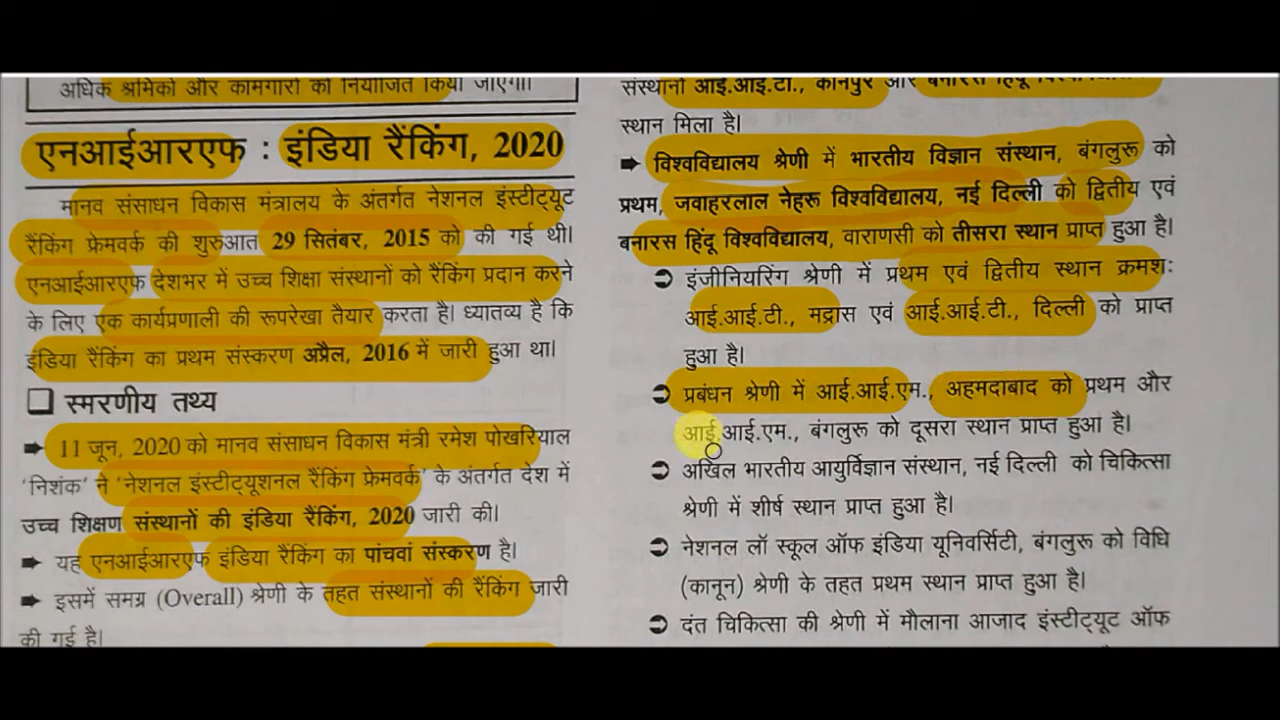 अधिक श्रमिकों और कामगारों को नियोजित किया जाएगा।
एनआईआरएफ : इंडिया रैंकिंग, 2020
मानव संसाधन विकास मंत्रालय के अंतर्गत नेशनल इंस्टीट्यूट
रैंकिंग फ्रेमवर्क की शुरुआत 29 सितंबर, 2015 को की गई थी।
एनआईआरएफ देशभर में उच्च शिक्षा संस्थानों को रैंकिंग प्रदान करने
के लिए एक कार्यप्रणाली की रूपरेखा तैयार करता है। ध्यातव्य है कि
इंडिया रैंकिंग का प्रथम संस्करण अप्रैल, 2016 में जारी हुआ था।
❑ स्मरणीय तथ्य
➡ 11 जून, 2020 को मानव संसाधन विकास मंत्री रमेश पोखरियाल
'निशंक' ने 'नेशनल इंस्टीट्यूशनल रैंकिंग फ्रेमवर्क' के अंतर्गत देश में
उच्च शिक्षण संस्थानों की इंडिया रैंकिंग, 2020 जारी की।
➡ यह एनआईआरएफ इंडिया रैंकिंग का पांचवां संस्करण है।
➡ इसमें समग्र (Overall) श्रेणी के तहत संस्थानों की रैंकिंग जारी
की गई है।
संस्थानों आई.आई.टी., कानपुर और बनारस हिंदू
स्थान मिला है।
➡ विश्वविद्यालय श्रेणी में भारतीय विज्ञान संस्थान, बंगलुरू को
प्रथम, जवाहरलाल नेहरू विश्वविद्यालय, नई दिल्ली को द्वितीय एवं
बनारस हिंदू विश्वविद्यालय, वाराणसी को तीसरा स्थान प्राप्त हुआ है।
➲ इंजीनियरिंग श्रेणी में प्रथम एवं द्वितीय स्थान क्रमशः
आई.आई.टी., मद्रास एवं आई.आई.टी., दिल्ली को प्राप्त
हुआ है।
➲ प्रबंधन श्रेणी में आई.आई.एम., अहमदाबाद को प्रथम और
आई.आई.एम., बंगलुरू को दूसरा स्थान प्राप्त हुआ है।
➲ अखिल भारतीय आयुर्विज्ञान संस्थान, नई दिल्ली को चिकित्सा
श्रेणी में शीर्ष स्थान प्राप्त हुआ है।
➲ नेशनल लॉ स्कूल ऑफ इंडिया यूनिवर्सिटी, बंगलुरू को विधि
(कानून) श्रेणी के तहत प्रथम स्थान प्राप्त हुआ है।
➲ दंत चिकित्सा की श्रेणी में मौलाना आजाद इंस्टीट्यूट ऑफ